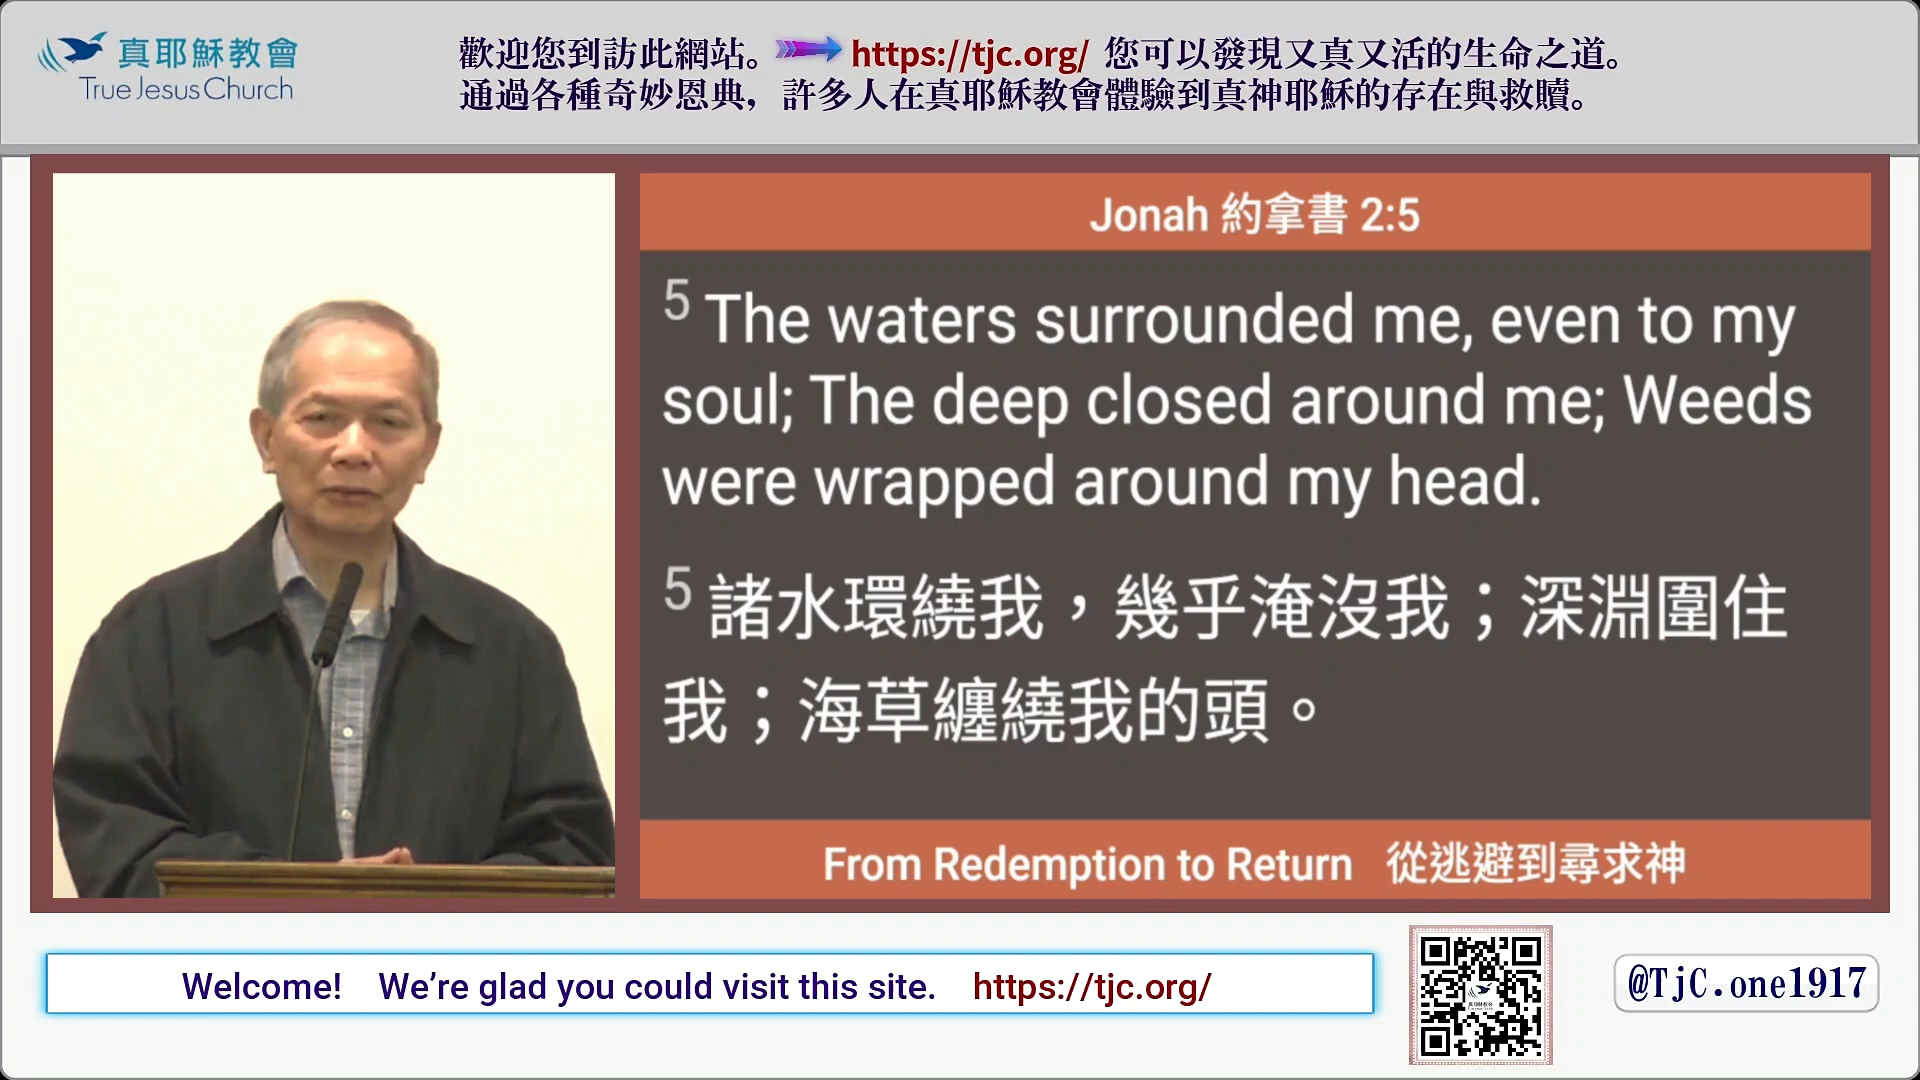 真耶穌教會
True Jesus Church
歡迎您到訪此網站。 https://tjc.org/ 您可以發現又真又活的生命之道。
通過各種奇妙恩典，許多人在真耶穌教會體驗到真神耶穌的存在與救贖。
Jonah 約拿書 2:5
5 The waters surrounded me, even to my
soul; The deep closed around me; Weeds
were wrapped around my head.
5 諸水環繞我，幾乎淹沒我；深淵圍住
我；海草纏繞我的頭。
From Redemption to Return 從逃避到尋求神
Welcome! We’re glad you could visit this site. https://tjc.org/
@TjC.one1917